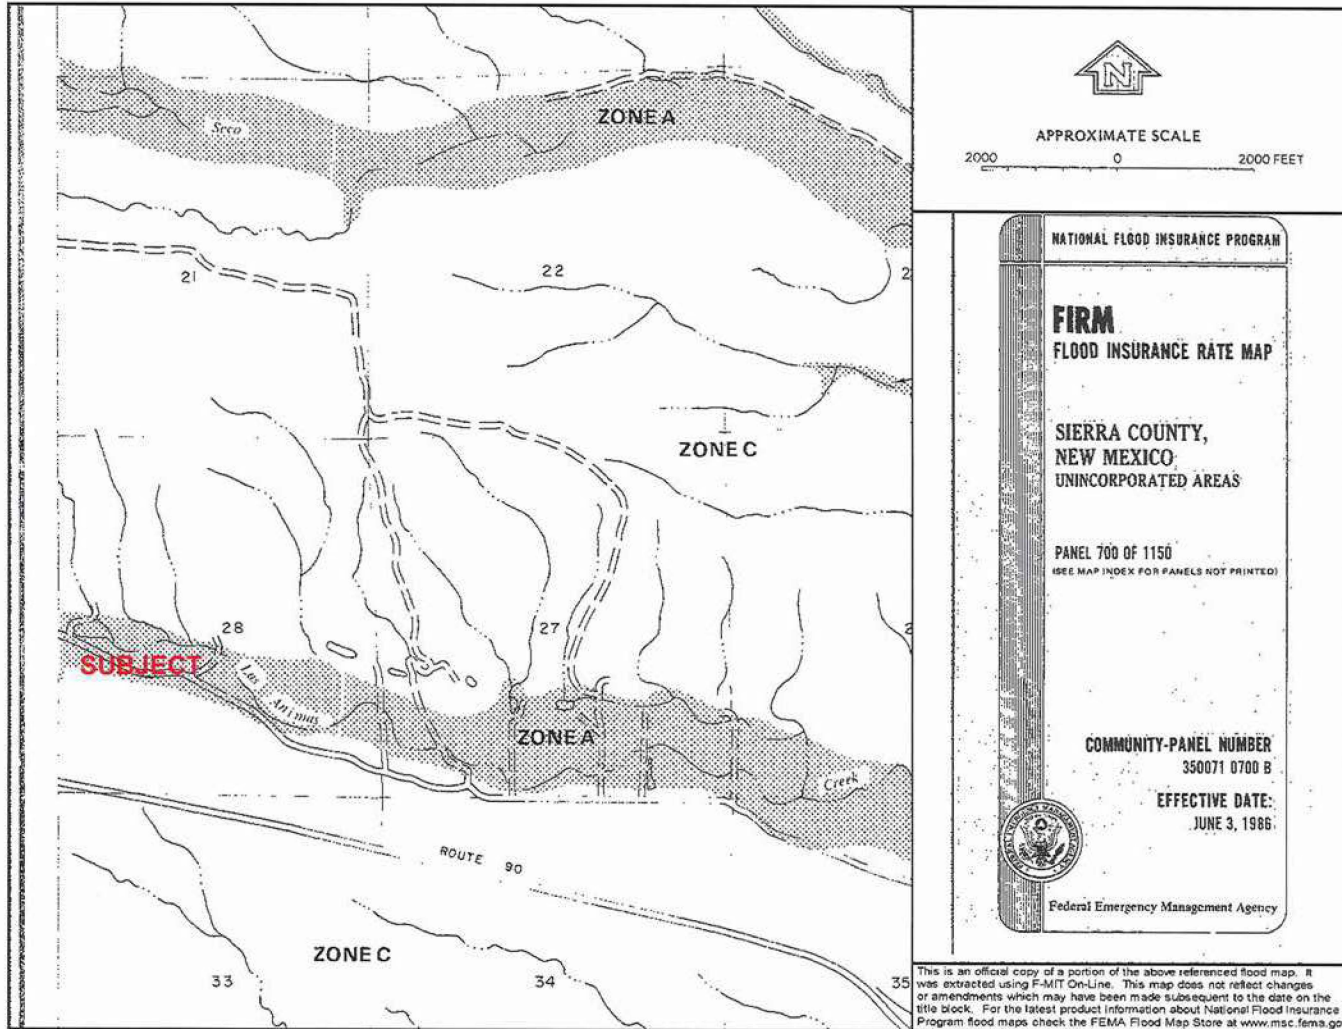 ZONE A
Seco
21
22
2
ZONE C
28
27
2
SUBJECT
Las
Animas
ZONE A
Creek
ROUTE 90
ZONE C
33
34
35
N
APPROXIMATE SCALE
2000 0 2000 FEET
NATIONAL FLOOD INSURANCE PROGRAM
FIRM
FLOOD INSURANCE RATE MAP
SIERRA COUNTY,
NEW MEXICO
UNINCORPORATED AREAS
PANEL 700 OF 1150
(SEE MAP INDEX FOR PANELS NOT PRINTED)
COMMUNITY-PANEL NUMBER
350071 0700 B
EFFECTIVE DATE:
JUNE 3, 1986
Federal Emergency Management Agency
This is an official copy of a portion of the above referenced flood map. It
was extracted using F-MIT On-Line. This map does not reflect changes
or amendments which may have been made subsequent to the date on the
title block. For the latest product information about National Flood Insurance
Program flood maps check the FEMA Flood Map Store at www.msc.fema.go